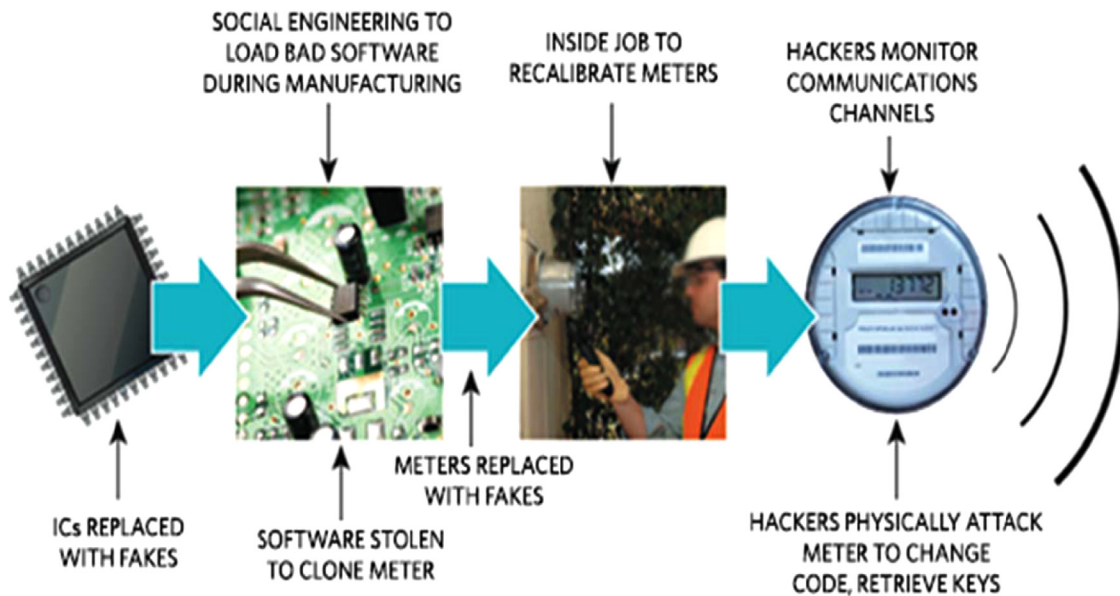 SOCIAL ENGINEERING TO
LOAD BAD SOFTWARE
DURING MANUFACTURING
INSIDE JOB TO
RECALIBRATE METERS
HACKERS MONITOR
COMMUNICATIONS
CHANNELS
13772
ICs REPLACED
WITH FAKES
SOFTWARE STOLEN
TO CLONE METER
METERS REPLACED
WITH FAKES
HACKERS PHYSICALLY ATTACK
METER TO CHANGE
CODE, RETRIEVE KEYS